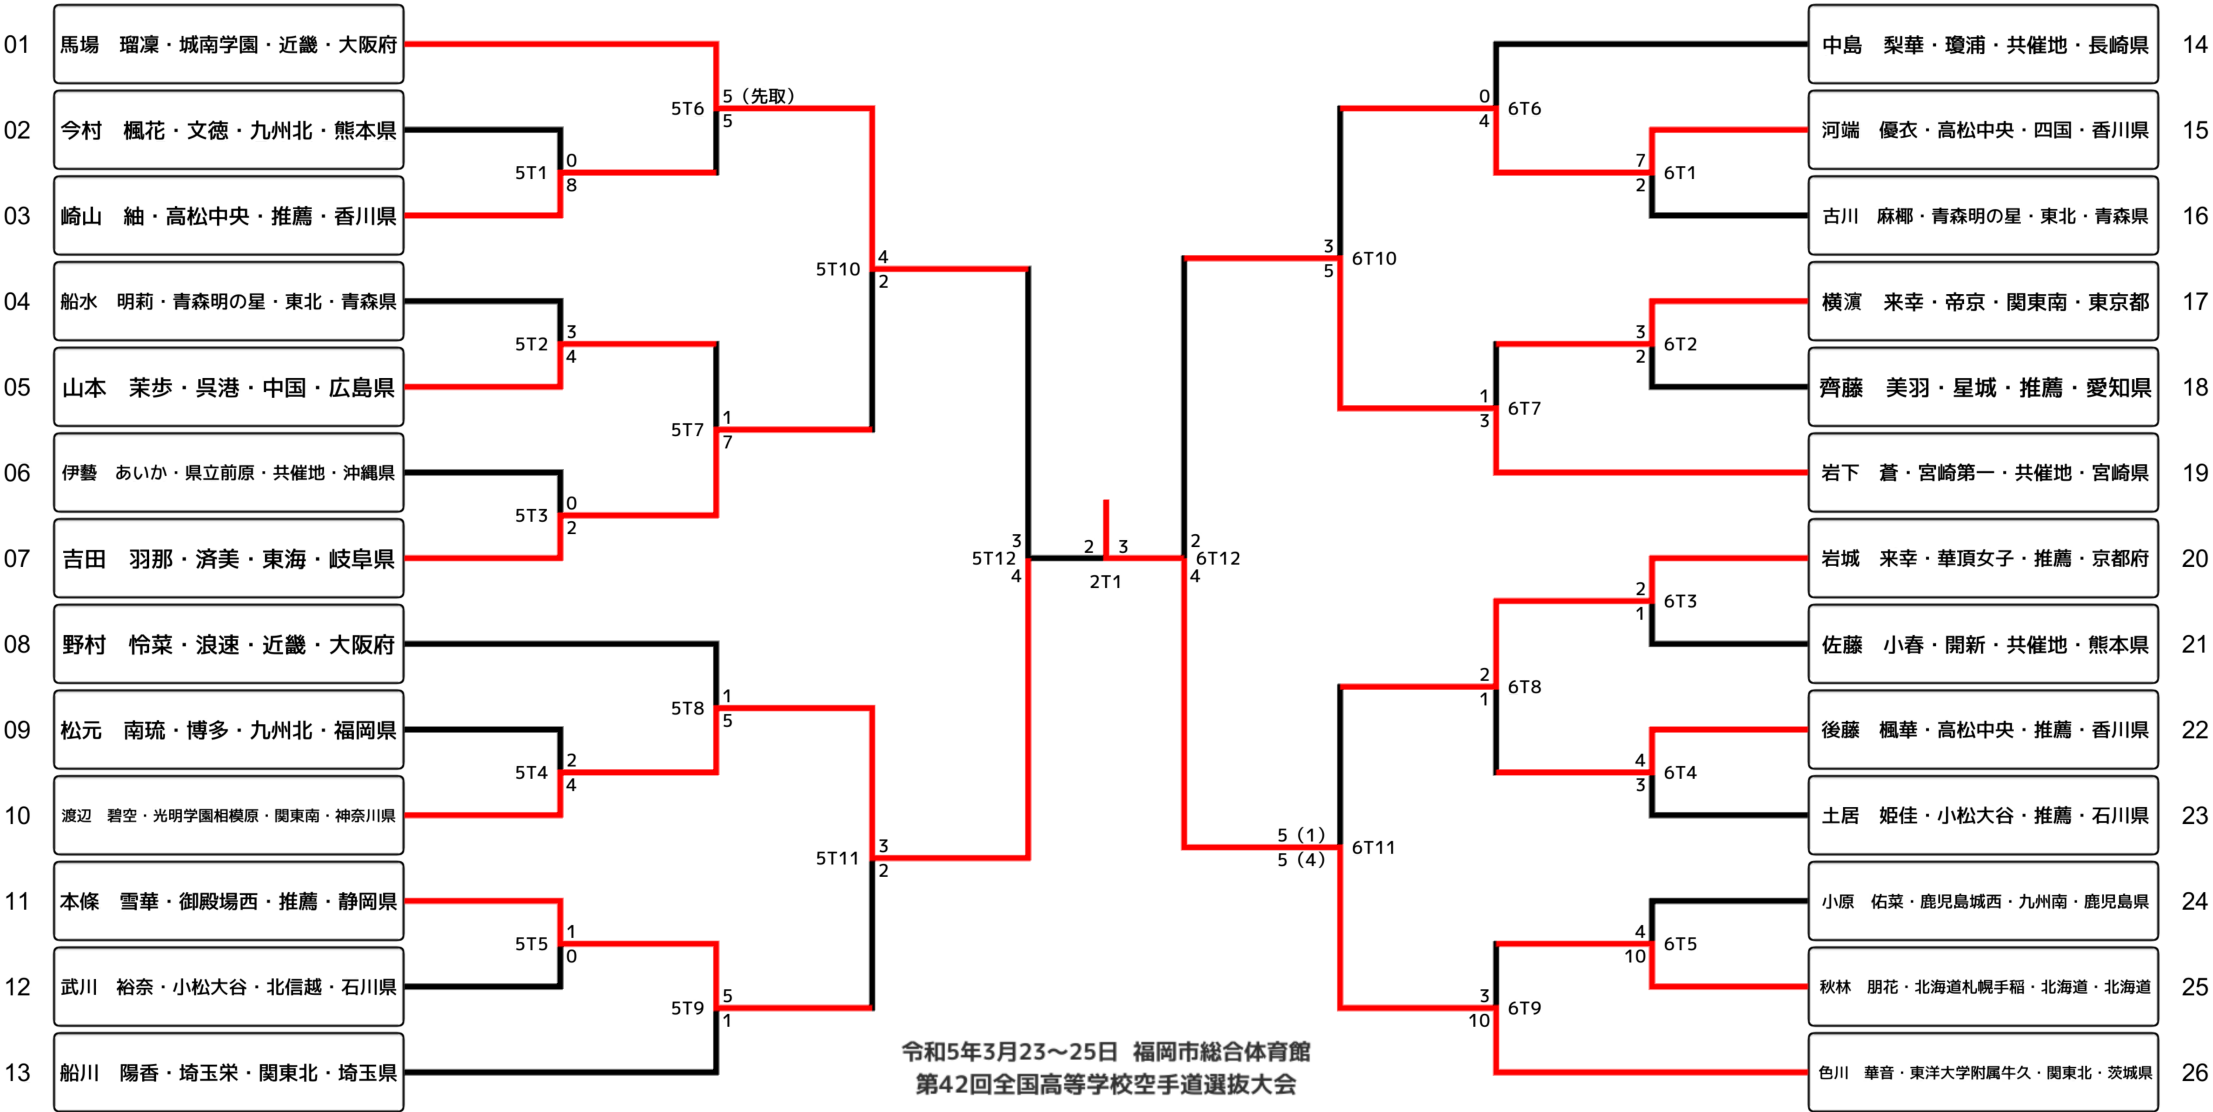 01 馬場　瑠凜・城南学園・近畿・大阪府
02 今村　楓花・文徳・九州北・熊本県
03 崎山　紬・高松中央・推薦・香川県
04 船水　明莉・青森明の星・東北・青森県
05 山本　茉歩・呉港・中国・広島県
06 伊藝　あいか・県立前原・共催地・沖縄県
07 吉田　羽那・済美・東海・岐阜県
08 野村　怜菜・浪速・近畿・大阪府
09 松元　南琉・博多・九州北・福岡県
10 渡辺　碧空・光明学園相模原・関東南・神奈川県
11 本條　雪華・御殿場西・推薦・静岡県
12 武川　裕奈・小松大谷・北信越・石川県
13 船川　陽香・埼玉栄・関東北・埼玉県
5T1
0
8
5T2
3
4
5T3
0
2
5T4
2
4
5T5
1
0
5T6
5（先取）
5
5T7
1
7
5T8
1
5
5T9
5
1
5T10
4
2
5T11
3
2
5T12
3
4
2 3
2T1
2
4
6T12
3
5
6T10
5（1）
5（4）
6T11
0
4
6T6
1
3
6T7
2
1
6T8
3
10
6T9
7
2
6T1
3
2
6T2
2
1
6T3
4
3
6T4
4
10
6T5
中島　梨華・瓊浦・共催地・長崎県 14
河端　優衣・高松中央・四国・香川県 15
古川　麻椰・青森明の星・東北・青森県 16
横濵　来幸・帝京・関東南・東京都 17
齊藤　美羽・星城・推薦・愛知県 18
岩下　蒼・宮崎第一・共催地・宮崎県 19
岩城　来幸・華頂女子・推薦・京都府 20
佐藤　小春・開新・共催地・熊本県 21
後藤　楓華・高松中央・推薦・香川県 22
土居　姫佳・小松大谷・推薦・石川県 23
小原　佑菜・鹿児島城西・九州南・鹿児島県 24
秋林　朋花・北海道札幌手稲・北海道・北海道 25
色川　華音・東洋大学附属牛久・関東北・茨城県 26
令和5年3月23〜25日 福岡市総合体育館
第42回全国高等学校空手道選抜大会